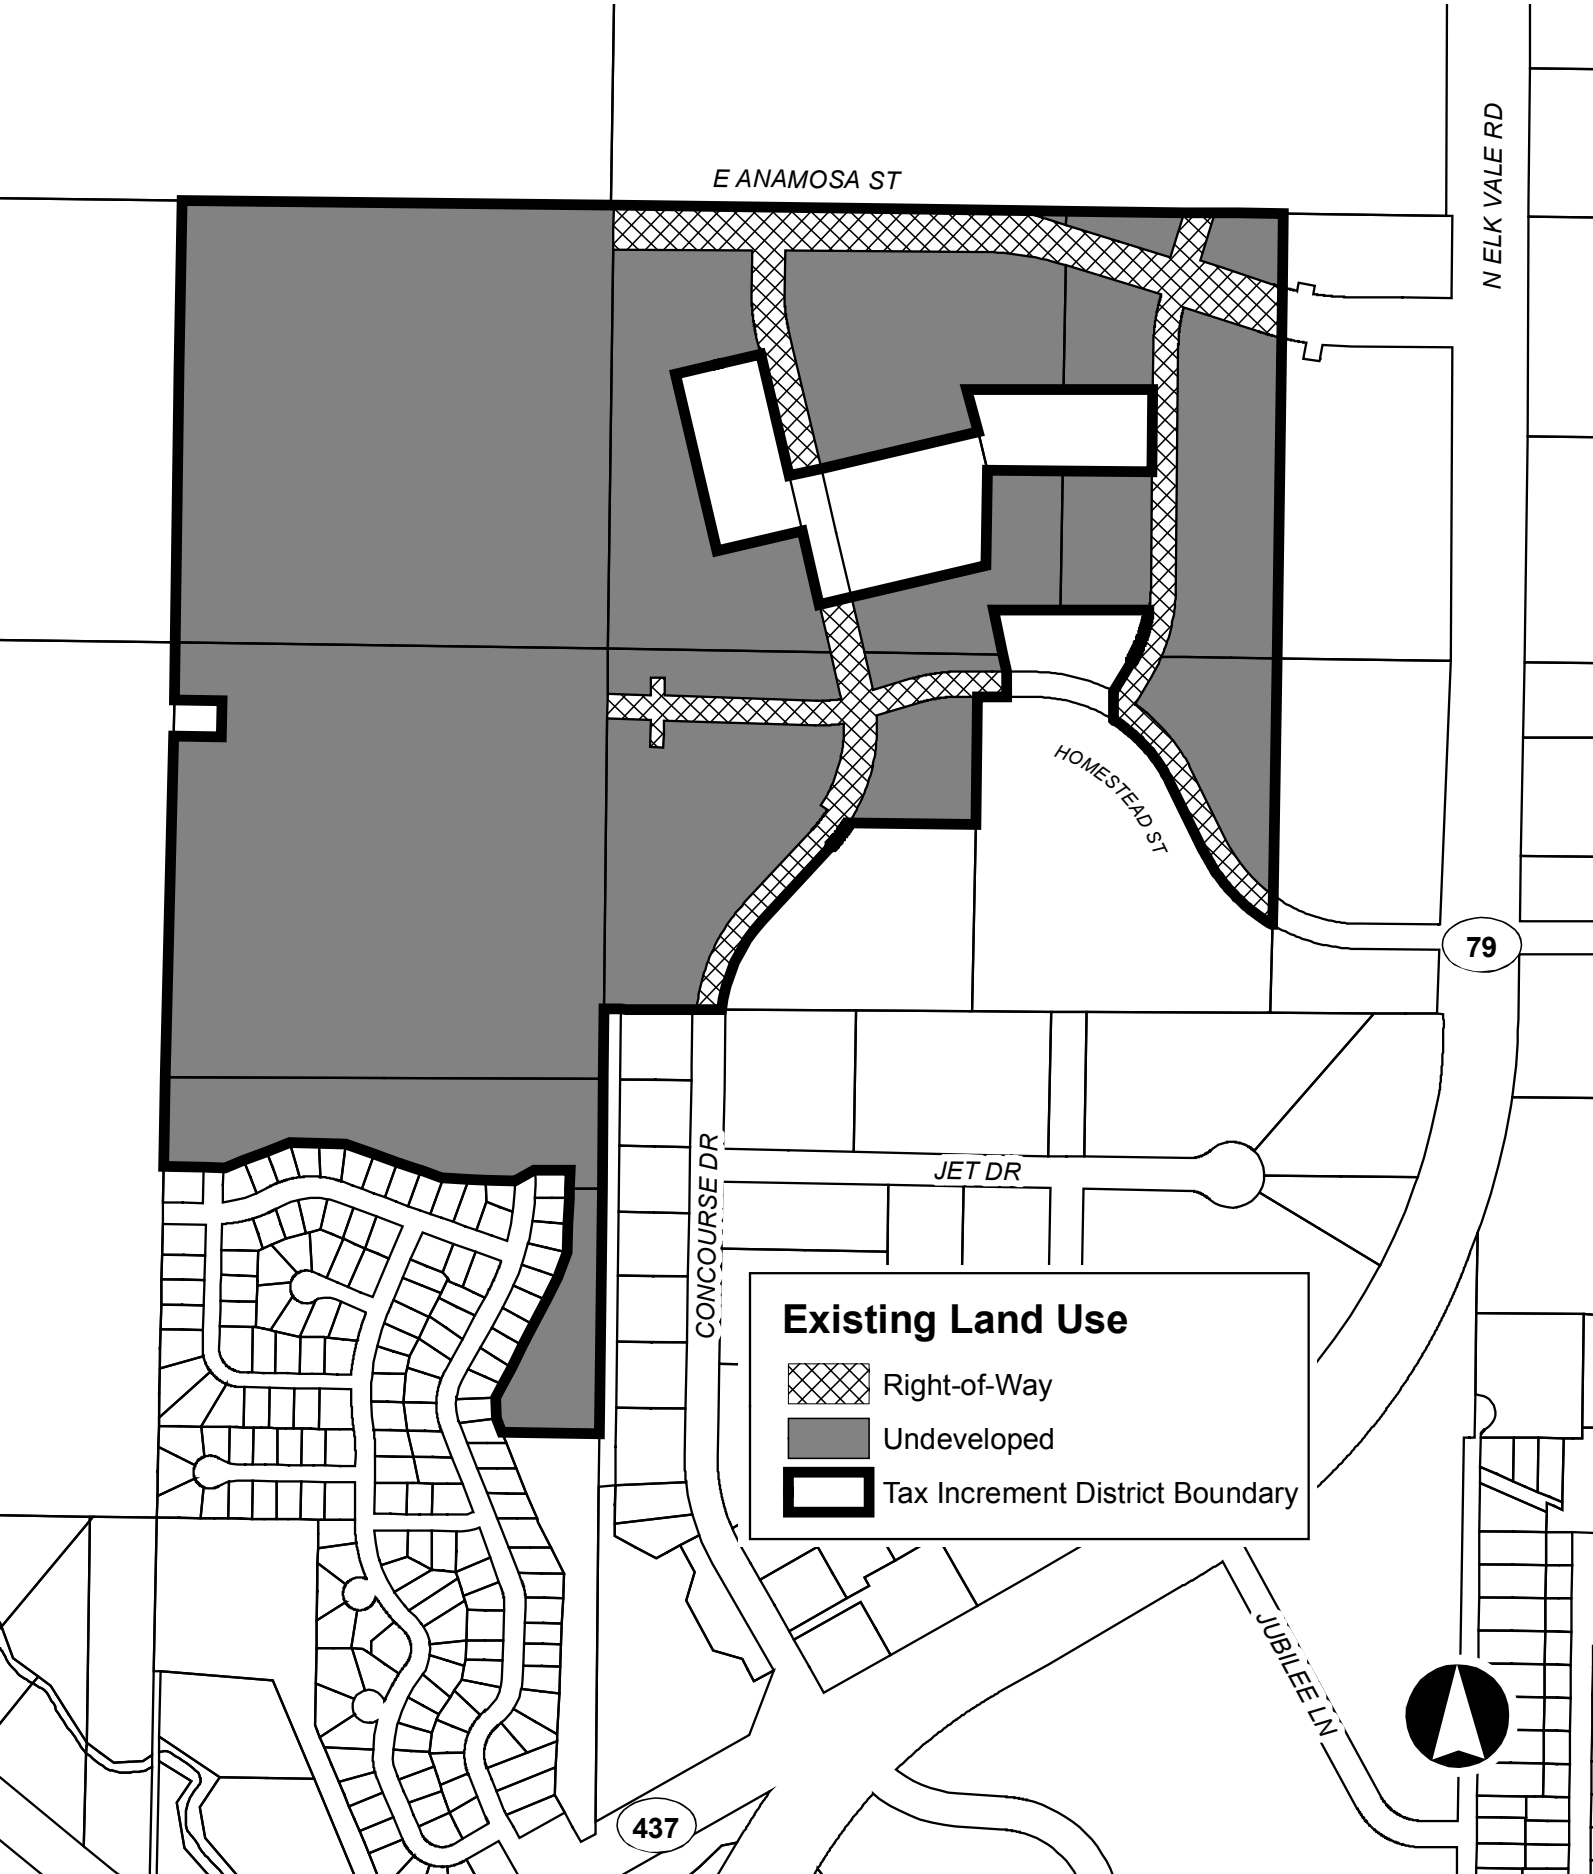 E ANAMOSA ST
N ELK VALE RD
HOMESTEAD ST
79
CONCOURSE DR
JET DR
Existing Land Use
Right-of-Way
Undeveloped
Tax Increment District Boundary
JUBILEE LN
437